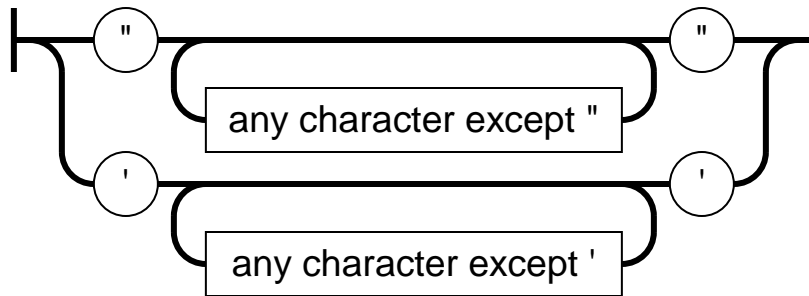 " "
any character except "
' '
any character except '